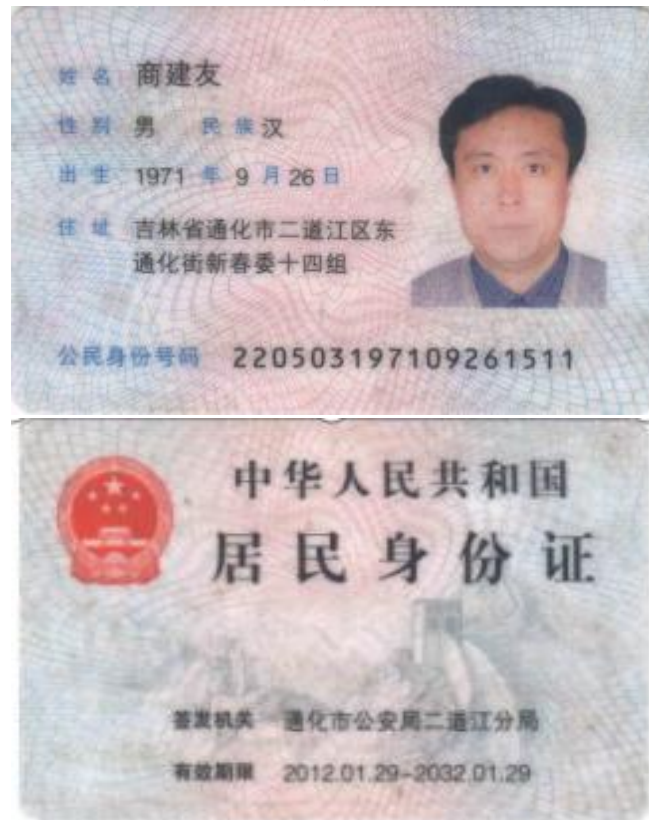 姓名 商建友
性别 男 民族 汉
出生 1971 年 9 月 26 日
住址 吉林省通化市二道江区东
通化街新春委十四组
公民身份号码 220503197109261511
中华人民共和国
居民身份证
签发机关 通化市公安局二道江分局
有效期限 2012.01.29-2032.01.29